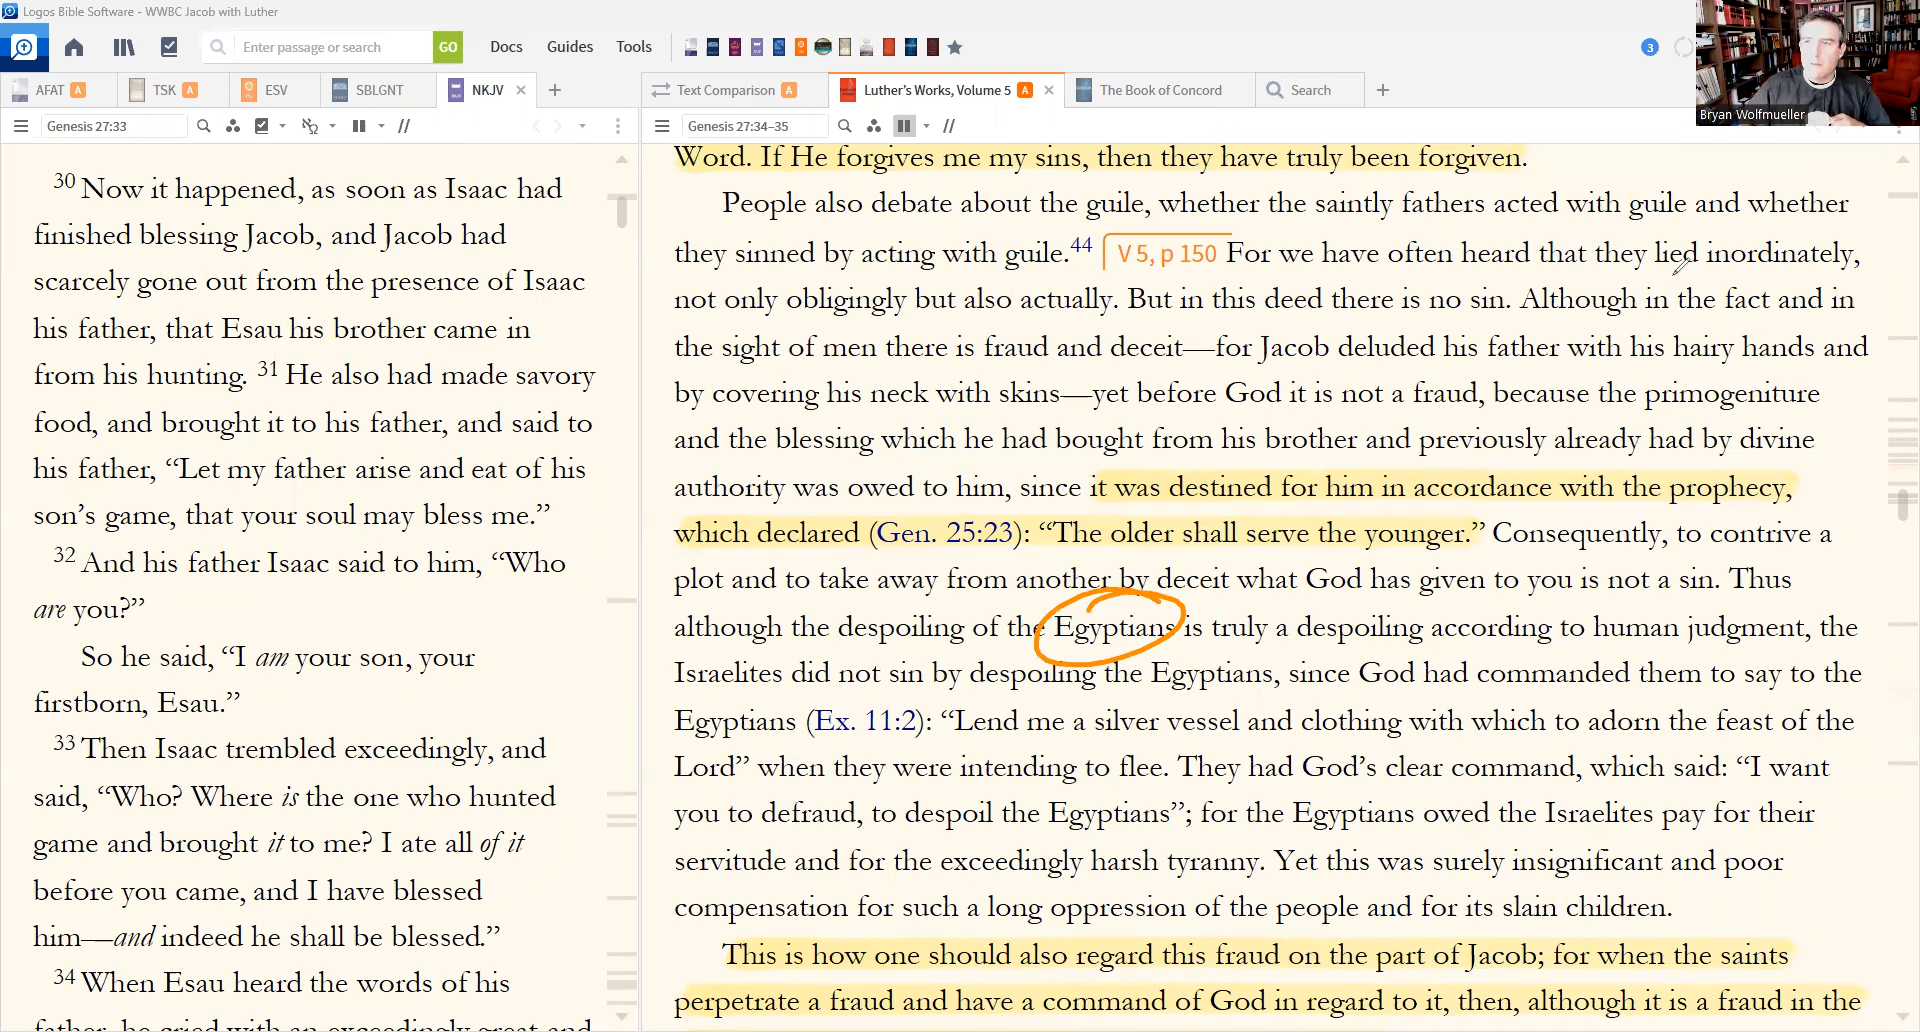 Logos Bible Software - WWBC Jacob with Luther
Enter passage or search
GO
Docs
Guides
Tools
3
AFAT A
TSK A
ESV
SBLGNT
NKJV
Text Comparison A
Luther's Works, Volume 5 A
The Book of Concord
Search
Bryan Wolfmueller
Genesis 27:33
Genesis 27:34–35
30 Now it happened, as soon as Isaac had
finished blessing Jacob, and Jacob had
scarcely gone out from the presence of Isaac
his father, that Esau his brother came in
from his hunting. 31 He also had made savory
food, and brought it to his father, and said to
his father, “Let my father arise and eat of his
son’s game, that your soul may bless me.”
32 And his father Isaac said to him, “Who
are you?”
So he said, “I am your son, your
firstborn, Esau.”
33 Then Isaac trembled exceedingly, and
said, “Who? Where is the one who hunted
game and brought it to me? I ate all of it
before you came, and I have blessed
him—and indeed he shall be blessed.”
34 When Esau heard the words of his
father, he cried with an exceedingly great and
Word. If He forgives me my sins, then they have truly been forgiven.
People also debate about the guile, whether the saintly fathers acted with guile and whether
they sinned by acting with guile.44 V 5, p 150 For we have often heard that they lied inordinately,
not only obligingly but also actually. But in this deed there is no sin. Although in the fact and in
the sight of men there is fraud and deceit—for Jacob deluded his father with his hairy hands and
by covering his neck with skins—yet before God it is not a fraud, because the primogeniture
and the blessing which he had bought from his brother and previously already had by divine
authority was owed to him, since it was destined for him in accordance with the prophecy,
which declared (Gen. 25:23): “The older shall serve the younger.” Consequently, to contrive a
plot and to take away from another by deceit what God has given to you is not a sin. Thus
although the despoiling of the Egyptians is truly a despoiling according to human judgment, the
Israelites did not sin by despoiling the Egyptians, since God had commanded them to say to the
Egyptians (Ex. 11:2): “Lend me a silver vessel and clothing with which to adorn the feast of the
Lord” when they were intending to flee. They had God’s clear command, which said: “I want
you to defraud, to despoil the Egyptians”; for the Egyptians owed the Israelites pay for their
servitude and for the exceedingly harsh tyranny. Yet this was surely insignificant and poor
compensation for such a long oppression of the people and for its slain children.
This is how one should also regard this fraud on the part of Jacob; for when the saints
perpetrate a fraud and have a command of God in regard to it, then, although it is a fraud in the